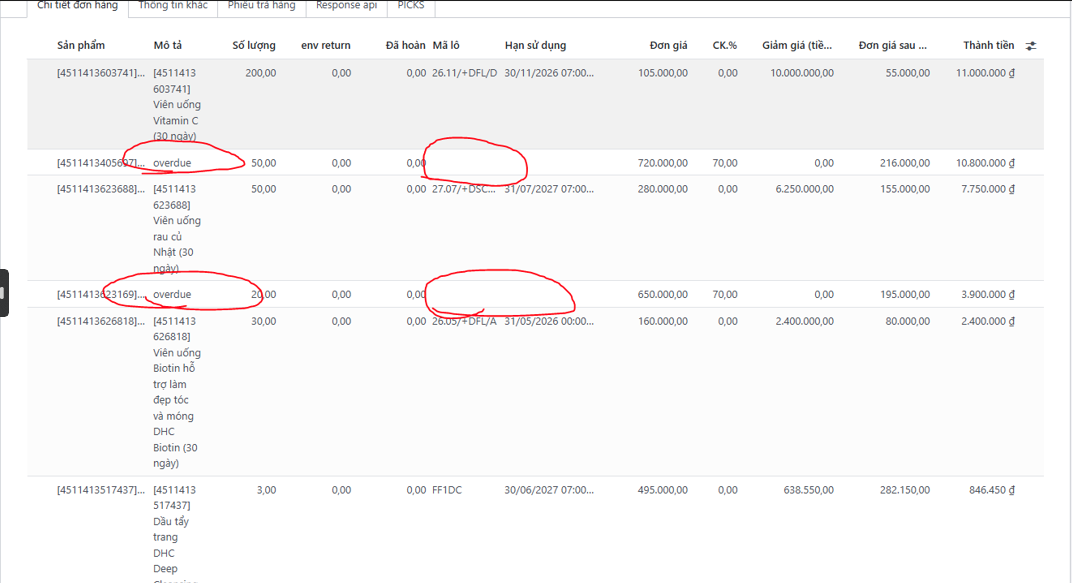 Chi tiết đơn hàng Thông tin khác Phiếu trả hàng Response api PICKS
Sản phẩm Mô tả Số lượng env return Đã hoàn Mã lô Hạn sử dụng Đơn giá CK.% Giảm giá (tiề... Đơn giá sau ... Thành tiền
[4511413603741]... [4511413 200,00 0,00 0,00 26.11/+DFL/D 30/11/2026 07:00... 105.000,00 0,00 10.000.000,00 55.000,00 11.000.000 ₫
603741]
Viên uống
Vitamin C
(30 ngày)
[4511413405697]... overdue 50,00 0,00 0,00 720.000,00 70,00 0,00 216.000,00 10.800.000 ₫
[4511413623688]... [4511413 50,00 0,00 0,00 27.07/+DSC... 31/07/2027 07:00... 280.000,00 0,00 6.250.000,00 155.000,00 7.750.000 ₫
623688]
Viên uống
rau củ
Nhật (30
ngày)
[4511413623169]... overdue 20,00 0,00 0,00 650.000,00 70,00 0,00 195.000,00 3.900.000 ₫
[4511413626818]... [4511413 30,00 0,00 0,00 26.05/+DFL/A 31/05/2026 00:00... 160.000,00 0,00 2.400.000,00 80.000,00 2.400.000 ₫
626818]
Viên uống
Biotin hỗ
trợ làm
đẹp tóc
và móng
DHC
Biotin (30
ngày)
[4511413517437]... [4511413 3,00 0,00 0,00 FF1DC 30/06/2027 07:00... 495.000,00 0,00 638.550,00 282.150,00 846.450 ₫
517437]
Dầu tẩy
trang
DHC
Deep